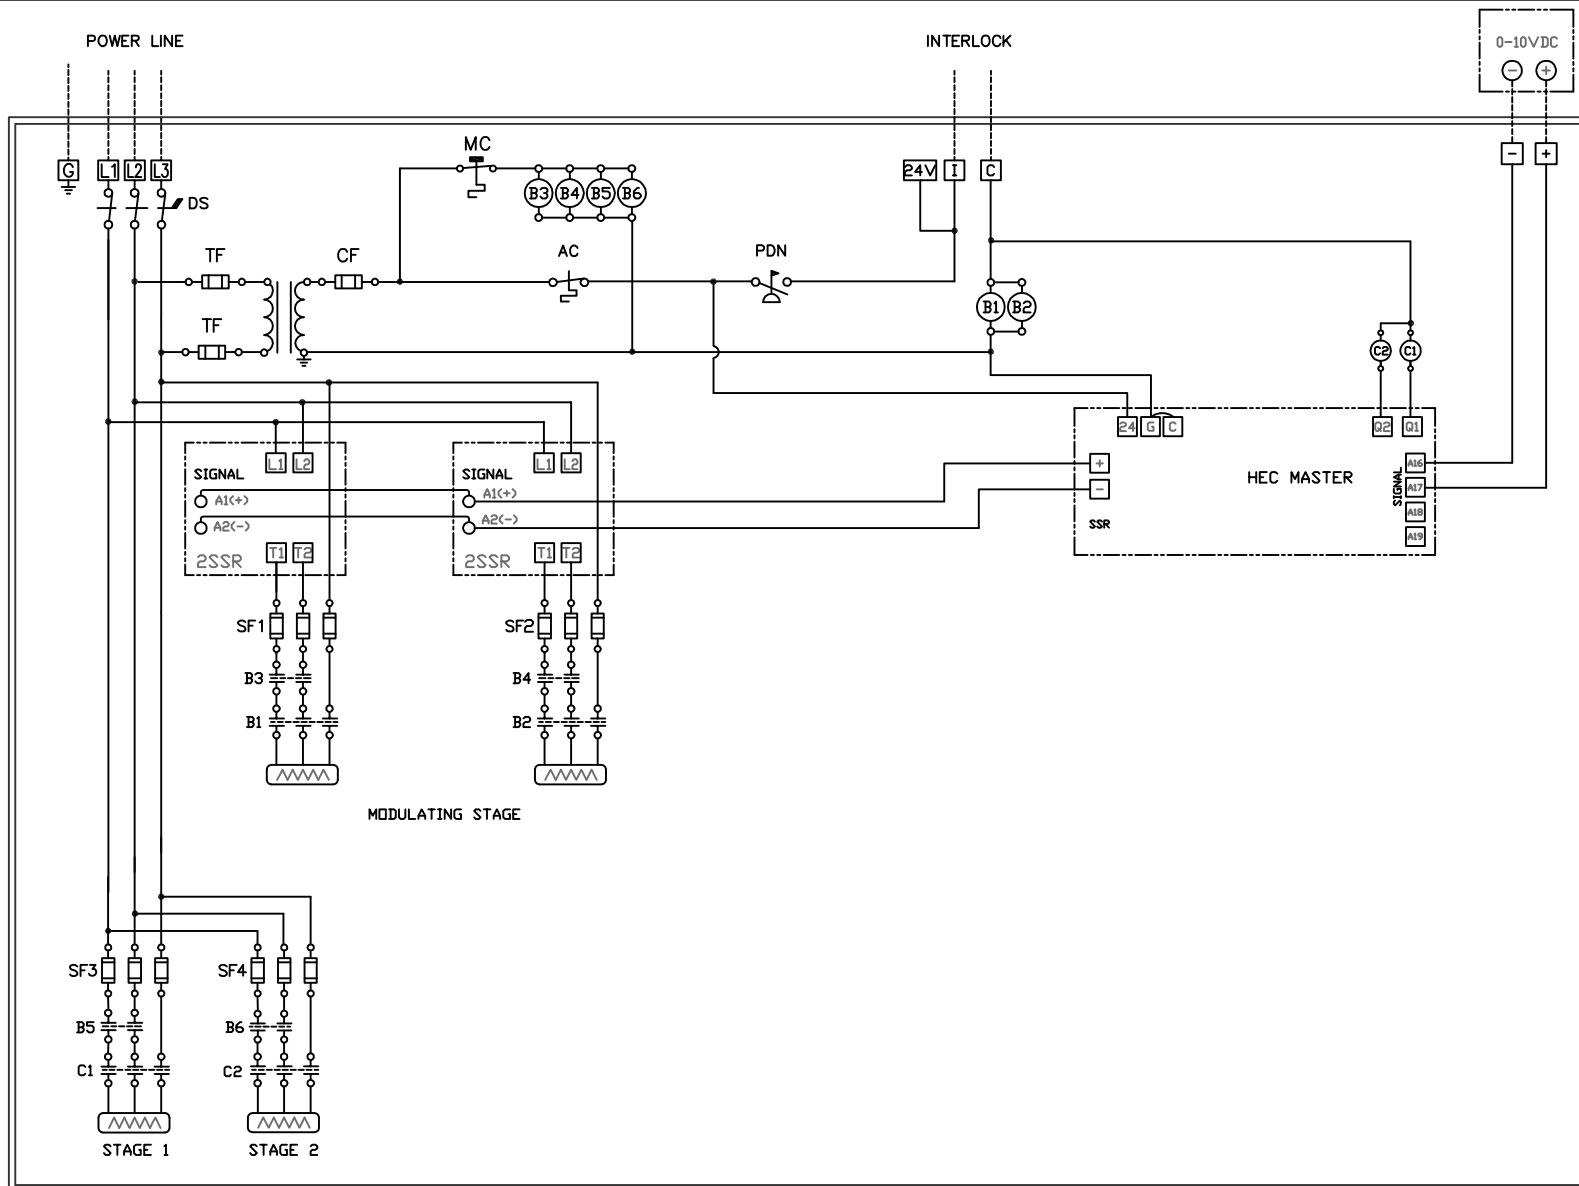 POWER LINE
INTERLOCK
0-10VDC
- +
G L1 L2 L3
DS
MC
B3 B4 B5 B6
24V I C
- +
TF CF AC PDN
TF
B1 B2
C2 C1
24 G C Q2 Q1
L1 L2
SIGNAL
A1(+)
A2(-)
2SSR
T1 T2
L1 L2
SIGNAL
A1(+)
A2(-)
2SSR
T1 T2
+
-
SSR
HEC MASTER
SIGNAL
A16
A17
A18
A19
SF1
B3
B1
SF2
B4
B2
MODULATING STAGE
SF3
B5
C1
STAGE 1
SF4
B6
C2
STAGE 2